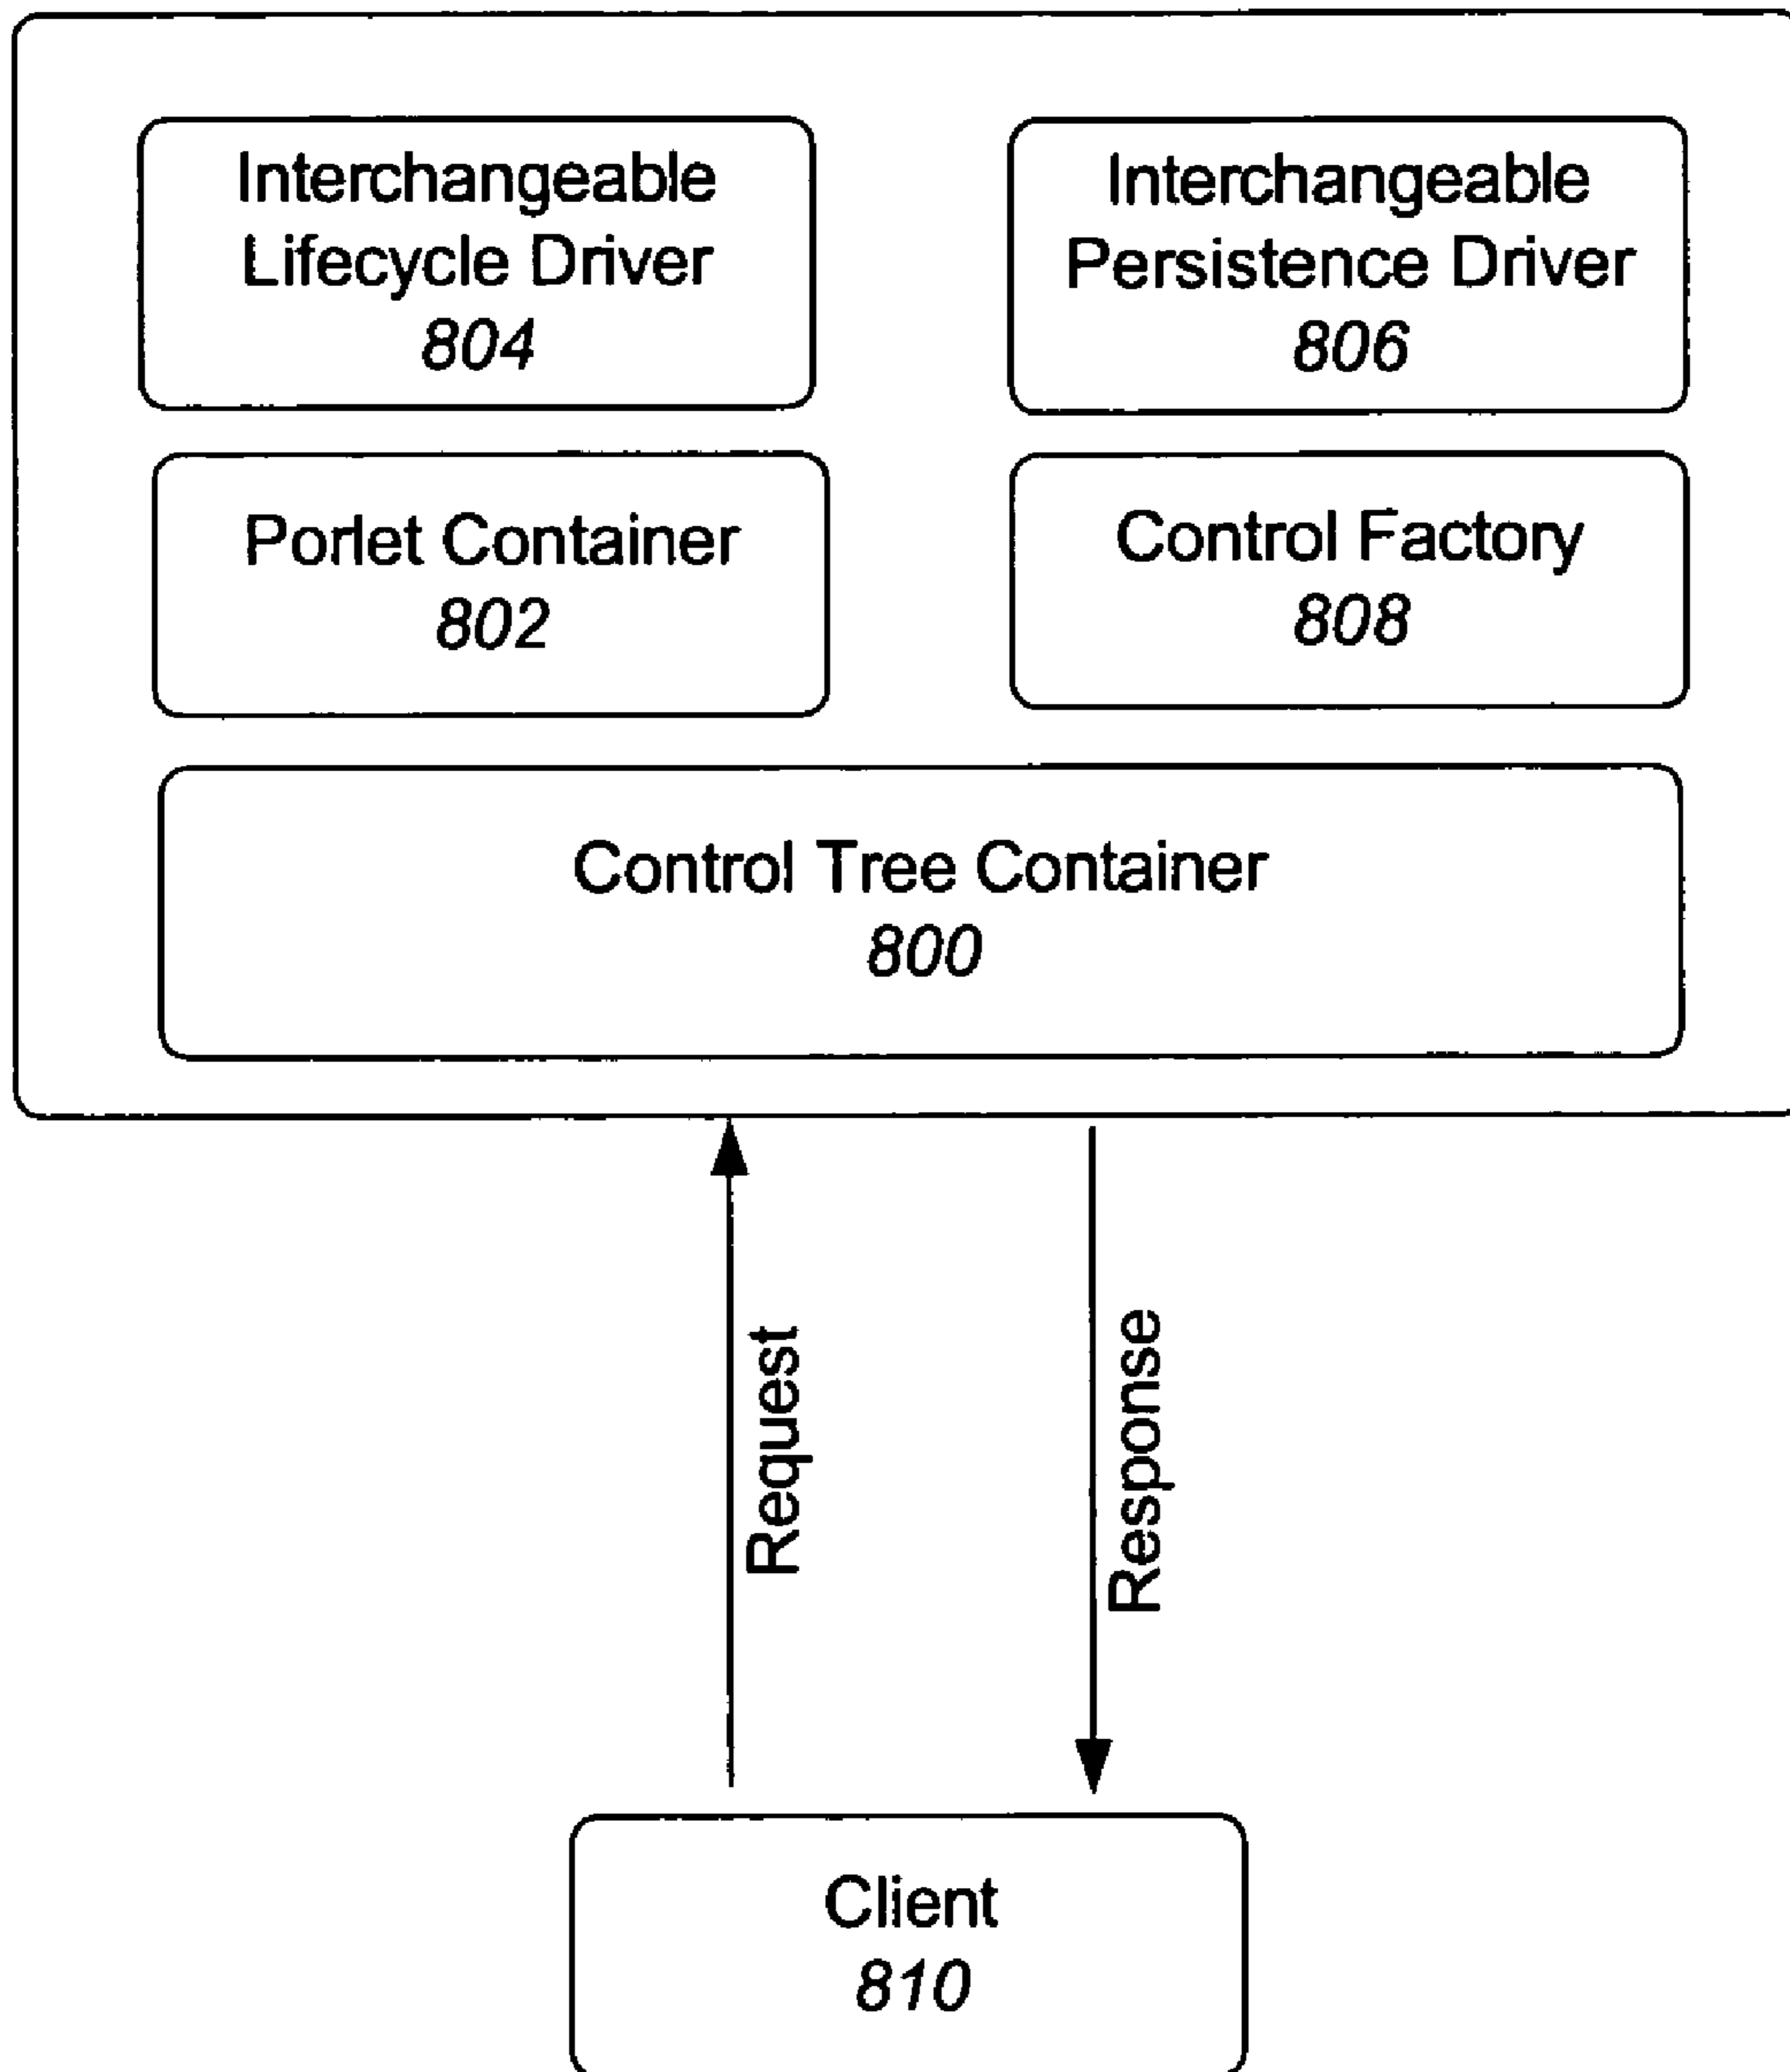 Interchangeable
Lifecycle Driver
804
Interchangeable
Persistence Driver
806
Porlet Container
802
Control Factory
808
Control Tree Container
800
Request
Response
Client
810